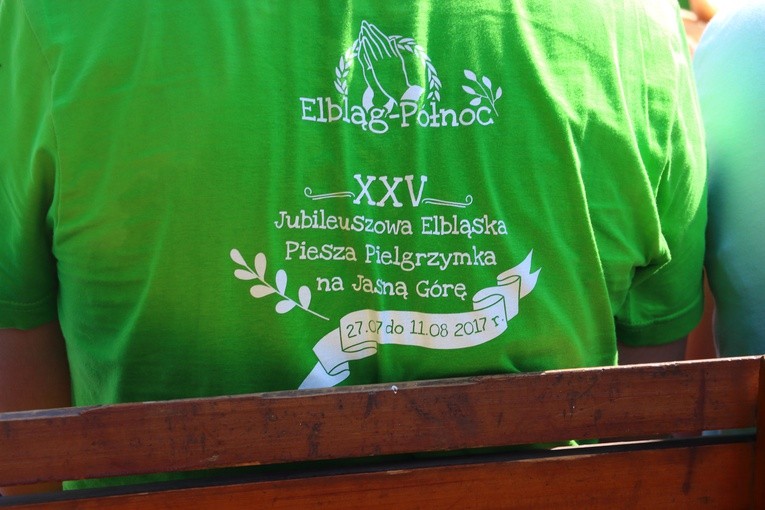 Elbląg-Północ
XXV
Jubileuszowa Elbląska
Piesza Pielgrzymka
na Jasną Górę
27.07 do 11.08 2017 r.